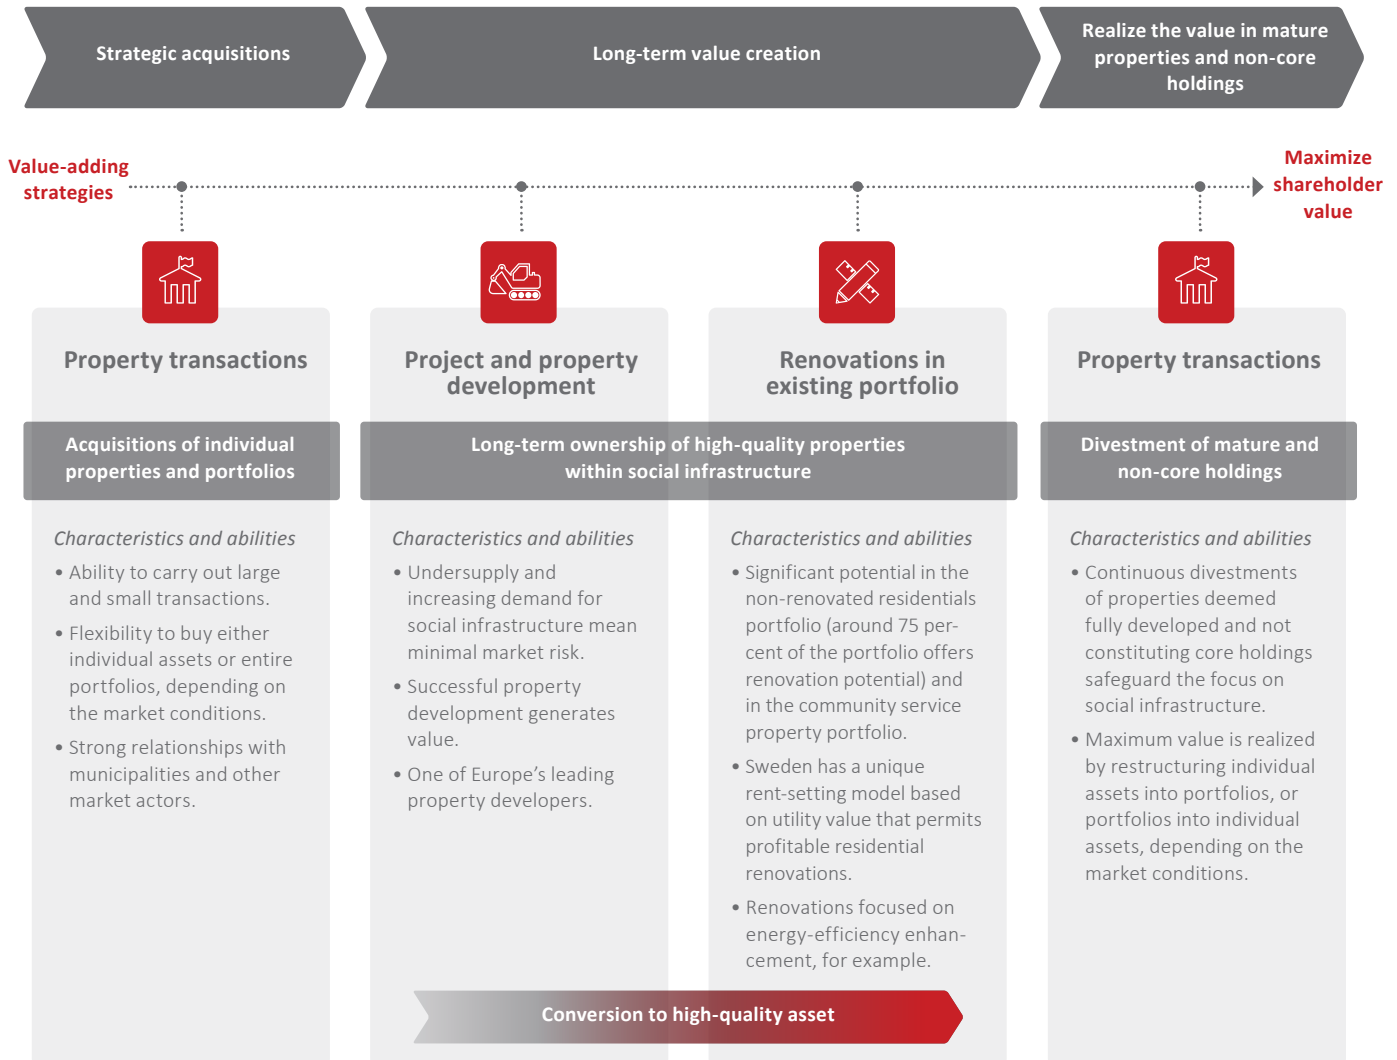 Strategic acquisitions
Long-term value creation
Realize the value in mature
properties and non-core
holdings
Value-adding
strategies
Maximize
shareholder
value
Property transactions
Acquisitions of individual
properties and portfolios
Characteristics and abilities
• Ability to carry out large
and small transactions.
• Flexibility to buy either
individual assets or entire
portfolios, depending on
the market conditions.
• Strong relationships with
municipalities and other
market actors.
Project and property
development
Renovations in
existing portfolio
Long-term ownership of high-quality properties
within social infrastructure
Characteristics and abilities
• Undersupply and
increasing demand for
social infrastructure mean
minimal market risk.
• Successful property
development generates
value.
• One of Europe’s leading
property developers.
Characteristics and abilities
• Significant potential in the
non-renovated residentials
portfolio (around 75 per-
cent of the portfolio offers
renovation potential) and
in the community service
property portfolio.
• Sweden has a unique
rent-setting model based
on utility value that permits
profitable residential
renovations.
• Renovations focused on
energy-efficiency enhan-
cement, for example.
Conversion to high-quality asset
Property transactions
Divestment of mature and
non-core holdings
Characteristics and abilities
• Continuous divestments
of properties deemed
fully developed and not
constituting core holdings
safeguard the focus on
social infrastructure.
• Maximum value is realized
by restructuring individual
assets into portfolios, or
portfolios into individual
assets, depending on the
market conditions.